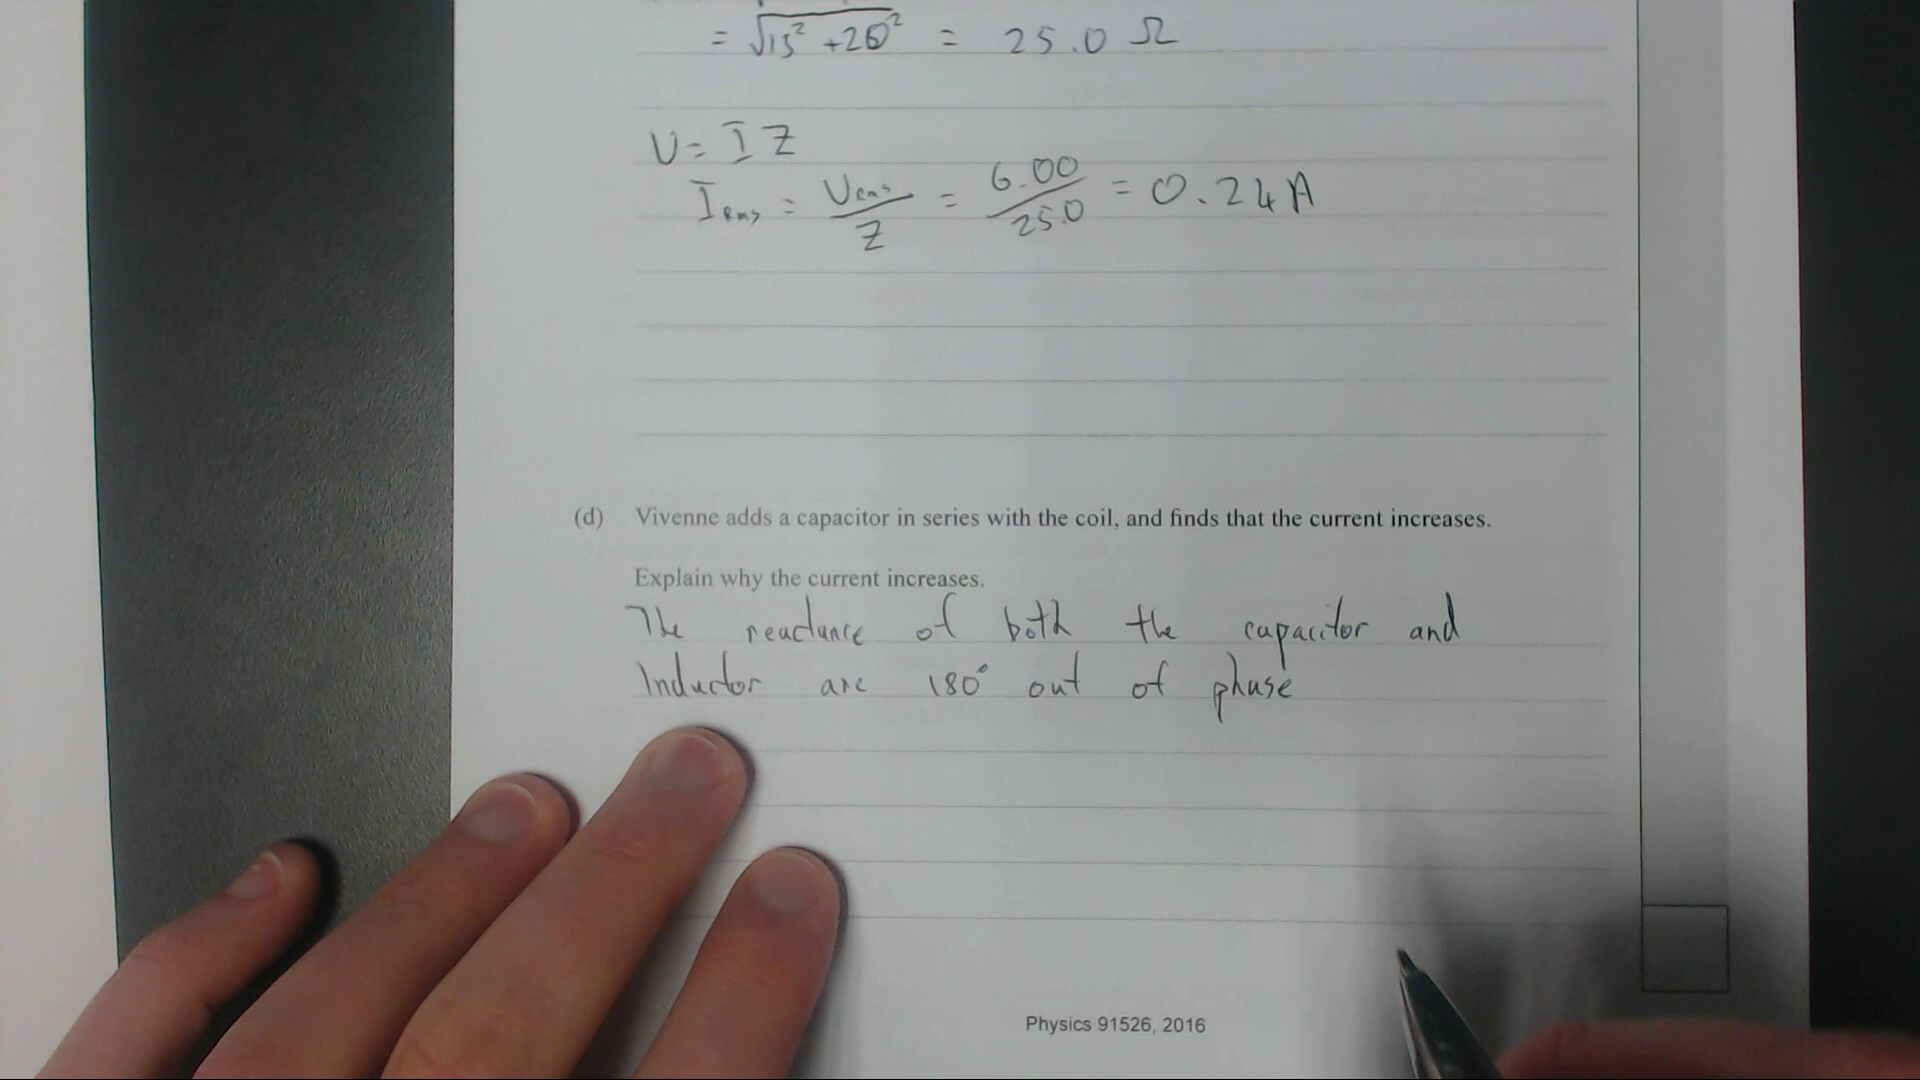 = √15² + 20² = 25.0 Ω
V = I Z
I rms = V rms / Z = 6.00 / 25.0 = 0.24 A
(d) Vivenne adds a capacitor in series with the coil, and finds that the current increases.
Explain why the current increases.
The reactance of both the capacitor and
Inductor are 180° out of phase
Physics 91526, 2016